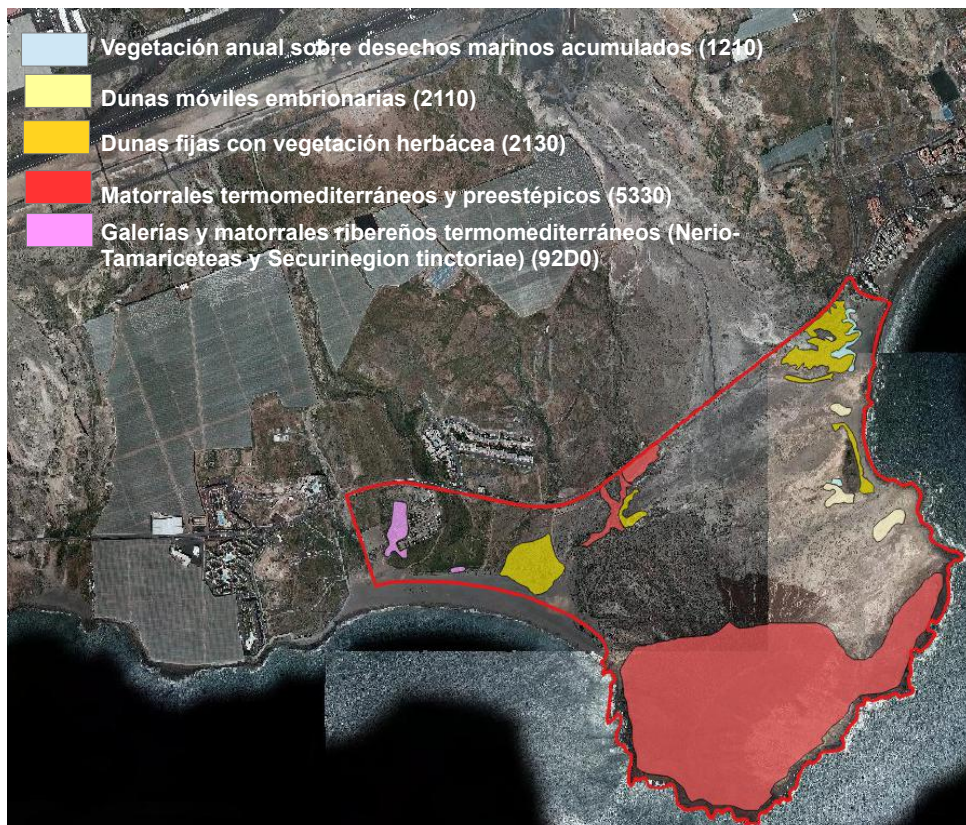 Vegetación anual sobre desechos marinos acumulados (1210)
Dunas móviles embrionarias (2110)
Dunas fijas con vegetación herbácea (2130)
Matorrales termomediterráneos y preestépicos (5330)
Galerías y matorrales ribereños termomediterráneos (Nerio-
Tamariceteas y Securinegion tinctoriae) (92D0)